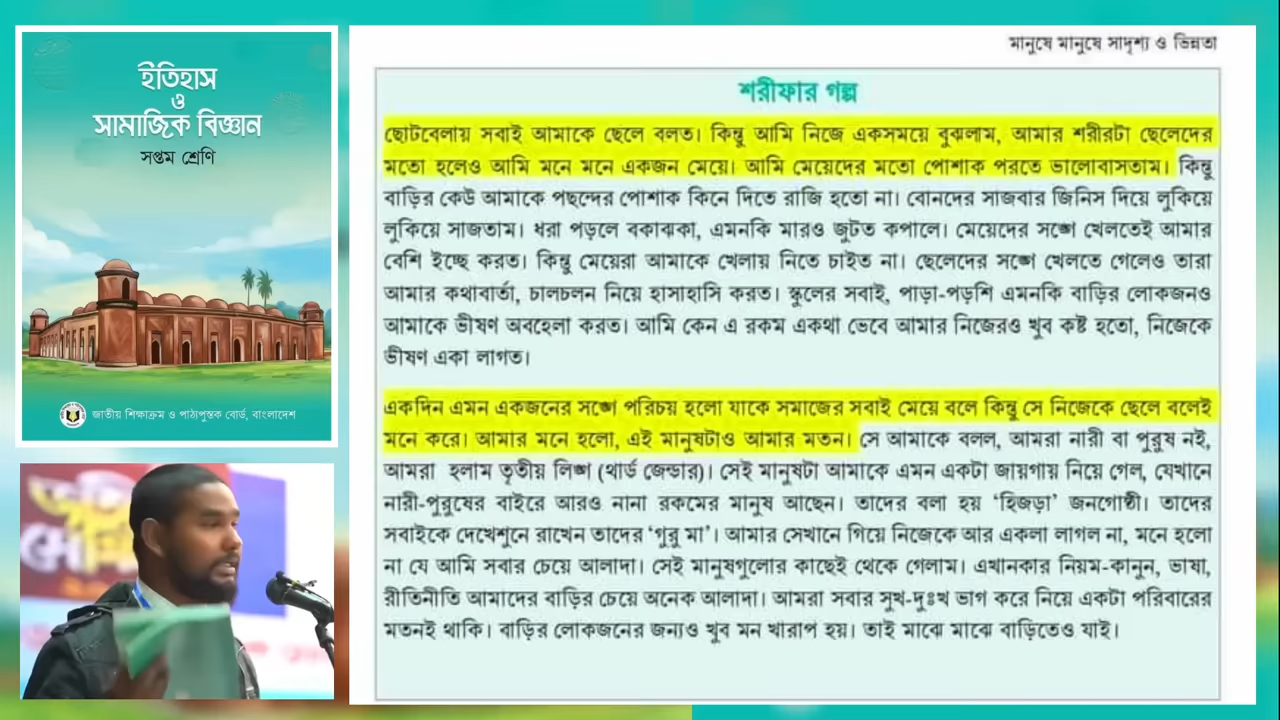 ইতিহাস
ও
সামাজিক বিজ্ঞান
সপ্তম শ্রেণি
জাতীয় শিক্ষাক্রম ও পাঠ্যপুস্তক বোর্ড, বাংলাদেশ
মানুষে মানুষে সাদৃশ্য ও ভিন্নতা
শরীফার গল্প
ছোটবেলায় সবাই আমাকে ছেলে বলত। কিন্তু আমি নিজে একসময়ে বুঝলাম, আমার শরীরটা ছেলেদের
মতো হলেও আমি মনে মনে একজন মেয়ে। আমি মেয়েদের মতো পোশাক পরতে ভালোবাসতাম। কিন্তু
বাড়ির কেউ আমাকে পছন্দের পোশাক কিনে দিতে রাজি হতো না। বোনদের সাজবার জিনিস দিয়ে লুকিয়ে
লুকিয়ে সাজতাম। ধরা পড়লে বকাঝকা, এমনকি মারও জুটত কপালে। মেয়েদের সঙ্গে খেলতেই আমার
বেশি ইচ্ছে করত। কিন্তু মেয়েরা আমাকে খেলায় নিতে চাইত না। ছেলেদের সঙ্গে খেলতে গেলেও তারা
আমার কথাবার্তা, চালচলন নিয়ে হাসাহাসি করত। স্কুলের সবাই, পাড়া-পড়শি এমনকি বাড়ির লোকজনও
আমাকে ভীষণ অবহেলা করত। আমি কেন এ রকম একথা ভেবে আমার নিজেরও খুব কষ্ট হতো, নিজেকে
ভীষণ একা লাগত।
একদিন এমন একজনের সঙ্গে পরিচয় হলো যাকে সমাজের সবাই মেয়ে বলে কিন্তু সে নিজেকে ছেলে বলেই
মনে করে। আমার মনে হলো, এই মানুষটাও আমার মতন। সে আমাকে বলল, আমরা নারী বা পুরুষ নই,
আমরা হলাম তৃতীয় লিঙ্গ (থার্ড জেন্ডার)। সেই মানুষটা আমাকে এমন একটা জায়গায় নিয়ে গেল, যেখানে
নারী-পুরুষের বাইরে আরও নানা রকমের মানুষ আছেন। তাদের বলা হয় ‘হিজড়া’ জনগোষ্ঠী। তাদের
সবাইকে দেখেশুনে রাখেন তাদের ‘গুরু মা’। আমার সেখানে গিয়ে নিজেকে আর একলা লাগল না, মনে হলো
না যে আমি সবার চেয়ে আলাদা। সেই মানুষগুলোর কাছেই থেকে গেলাম। এখানকার নিয়ম-কানুন, ভাষা,
রীতিনীতি আমাদের বাড়ির চেয়ে অনেক আলাদা। আমরা সবার সুখ-দুঃখ ভাগ করে নিয়ে একটা পরিবারের
মতনই থাকি। বাড়ির লোকজনের জন্যও খুব মন খারাপ হয়। তাই মাঝে মাঝে বাড়িতেও যাই।